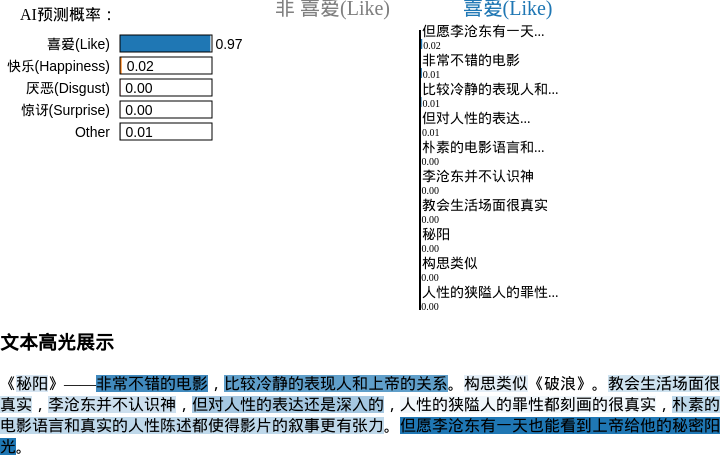 AI预测概率：
喜爱(Like) 0.97
快乐(Happiness) 0.02
厌恶(Disgust) 0.00
惊讶(Surprise) 0.00
Other 0.01
非 喜爱(Like) 喜爱(Like)
但愿李沧东有一天...
0.02
非常不错的电影
0.01
比较冷静的表现人和...
0.01
但对人性的表达...
0.01
朴素的电影语言和...
0.00
李沧东并不认识神
0.00
教会生活场面很真实
0.00
秘阳
0.00
构思类似
0.00
人性的狭隘人的罪性...
0.00
文本高光展示
《秘阳》——非常不错的电影，比较冷静的表现人和上帝的关系。构思类似《破浪》。教会生活场面很
真实，李沧东并不认识神，但对人性的表达还是深入的，人性的狭隘人的罪性都刻画的很真实，朴素的
电影语言和真实的人性陈述都使得影片的叙事更有张力。但愿李沧东有一天也能看到上帝给他的秘密阳
光。